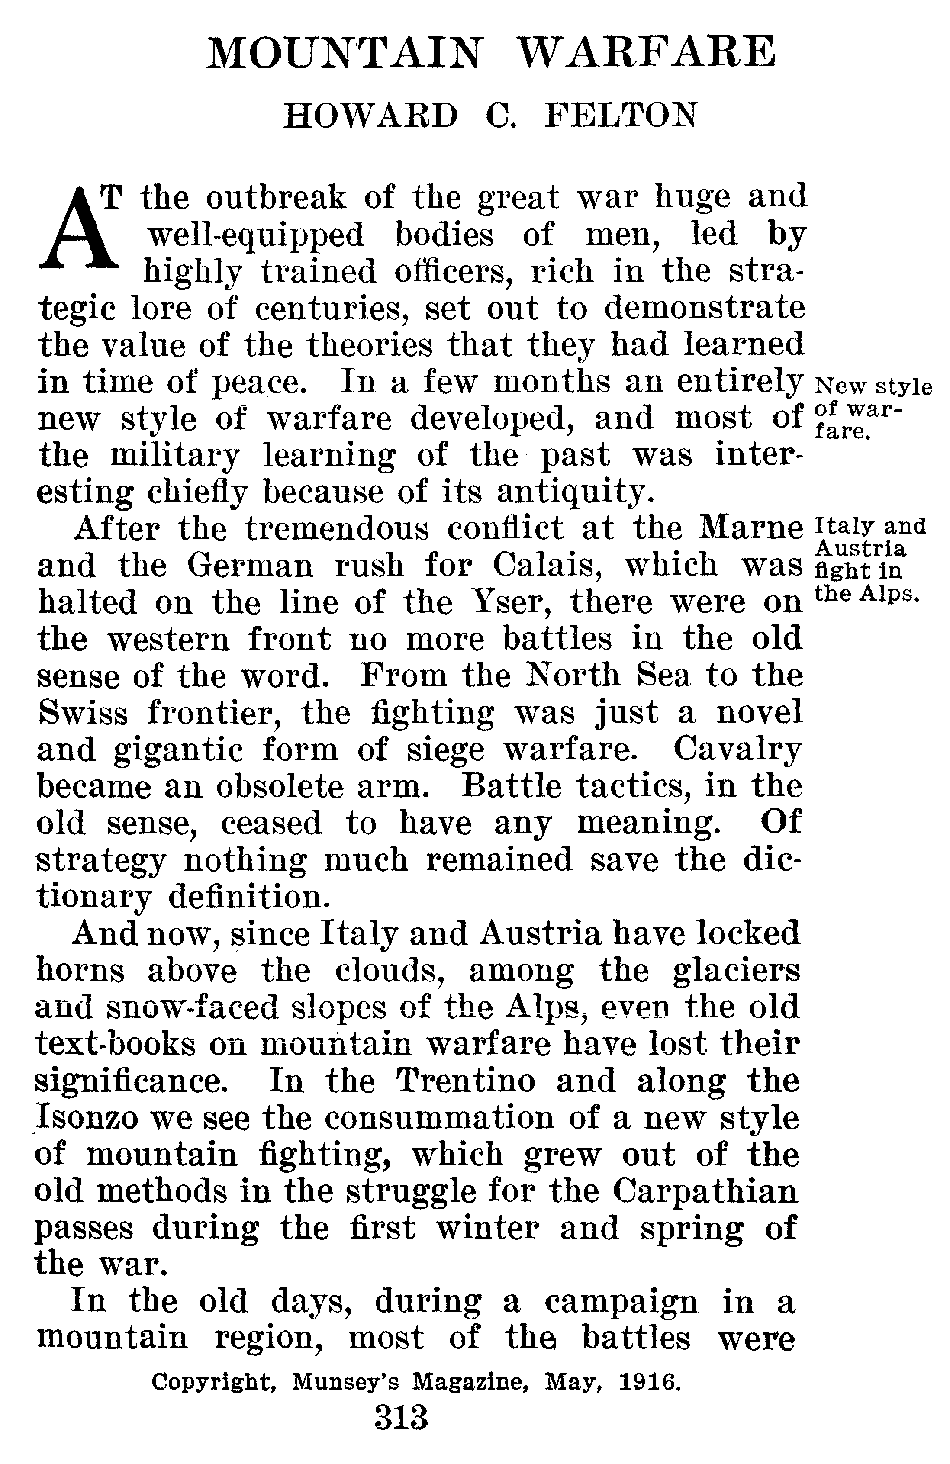 MOUNTAIN WARFARE
HOWARD C. FELTON
AT the outbreak of the great war huge and
well-equipped bodies of men, led by
highly trained officers, rich in the stra-
tegic lore of centuries, set out to demonstrate
the value of the theories that they had learned
in time of peace. In a few months an entirely
new style of warfare developed, and most of
the military learning of the past was inter-
esting chiefly because of its antiquity.
New style
of war-
fare.
After the tremendous conflict at the Marne
and the German rush for Calais, which was
halted on the line of the Yser, there were on
the western front no more battles in the old
sense of the word. From the North Sea to the
Swiss frontier, the fighting was just a novel
and gigantic form of siege warfare. Cavalry
became an obsolete arm. Battle tactics, in the
old sense, ceased to have any meaning. Of
strategy nothing much remained save the dic-
tionary definition.
Italy and
Austria
fight in
the Alps.
And now, since Italy and Austria have locked
horns above the clouds, among the glaciers
and snow-faced slopes of the Alps, even the old
text-books on mountain warfare have lost their
significance. In the Trentino and along the
Isonzo we see the consummation of a new style
of mountain fighting, which grew out of the
old methods in the struggle for the Carpathian
passes during the first winter and spring of
the war.
In the old days, during a campaign in a
mountain region, most of the battles were
Copyright, Munsey's Magazine, May, 1916.
313